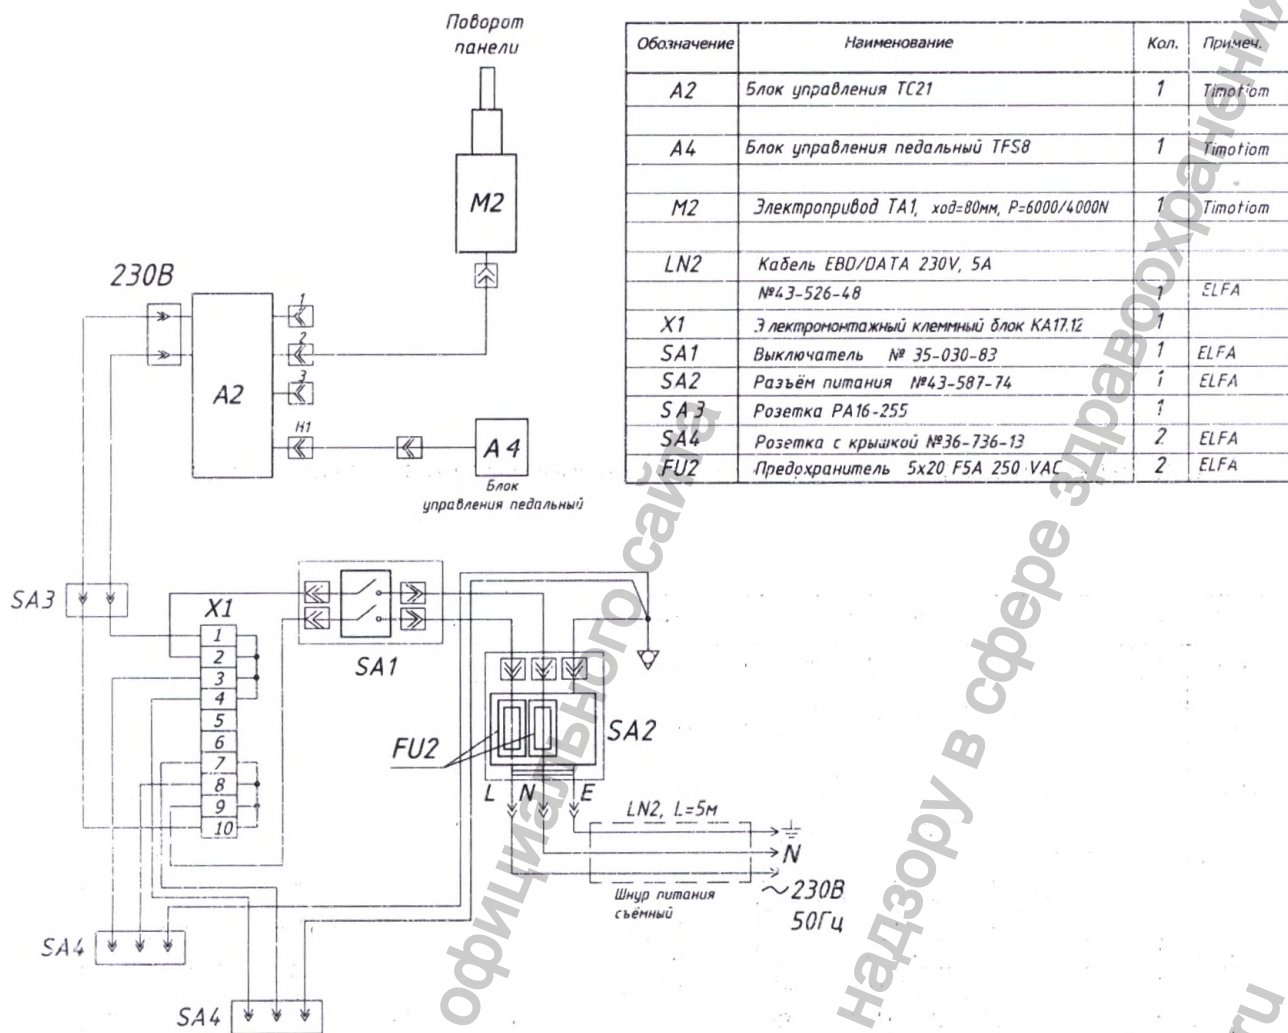 Поворот
панели
M2
230В
1
2
3
A2
H1
A4
Блок
управления педальный
Обозначение Наименование Кол. Примеч.
A2 Блок управления TC21 1 Timotiom
A4 Блок управления педальный TFS8 1 Timotiom
M2 Электропривод TA1, ход=80мм, P=6000/4000N 1 Timotiom
LN2 Кабель EBD/DATA 230V, 5A
№43-526-48 1 ELFA
X1 Электромонтажный клеммный блок КА17.12 1
SA1 Выключатель № 35-030-83 1 ELFA
SA2 Разъём питания №43-587-74 1 ELFA
SA3 Розетка РА16-255 1
SA4 Розетка с крышкой №36-736-13 2 ELFA
FU2 Предохранитель 5x20 F5A 250 VAC 2 ELFA
SA3
X1
1
2
3
4
5
6
7
8
9
10
SA1
FU2
SA2
L N E
LN2, L=5м
N
Шнур питания
съёмный
~230В
50Гц
SA4
SA4
официального сайта
надзору в сфере здравоохранения
ru